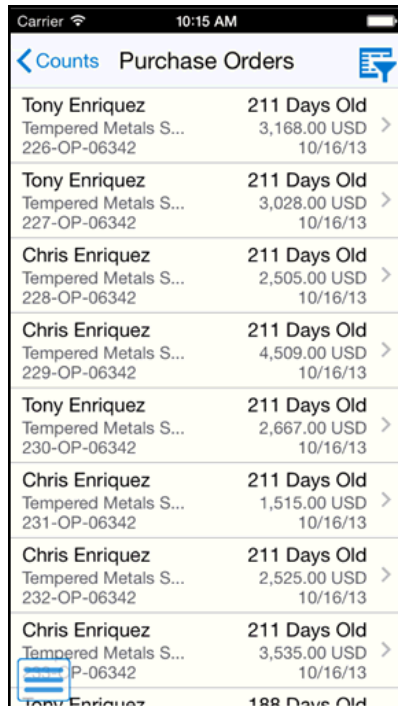 Carrier 10:15 AM
Counts Purchase Orders
Tony Enriquez 211 Days Old
Tempered Metals S... 3,168.00 USD
226-OP-06342 10/16/13
Tony Enriquez 211 Days Old
Tempered Metals S... 3,028.00 USD
227-OP-06342 10/16/13
Chris Enriquez 211 Days Old
Tempered Metals S... 2,505.00 USD
228-OP-06342 10/16/13
Chris Enriquez 211 Days Old
Tempered Metals S... 4,509.00 USD
229-OP-06342 10/16/13
Tony Enriquez 211 Days Old
Tempered Metals S... 2,667.00 USD
230-OP-06342 10/16/13
Chris Enriquez 211 Days Old
Tempered Metals S... 1,515.00 USD
231-OP-06342 10/16/13
Chris Enriquez 211 Days Old
Tempered Metals S... 2,525.00 USD
232-OP-06342 10/16/13
Chris Enriquez 211 Days Old
Tempered Metals S... 3,535.00 USD
233-OP-06342 10/16/13
Tony Enriquez 188 Days Old